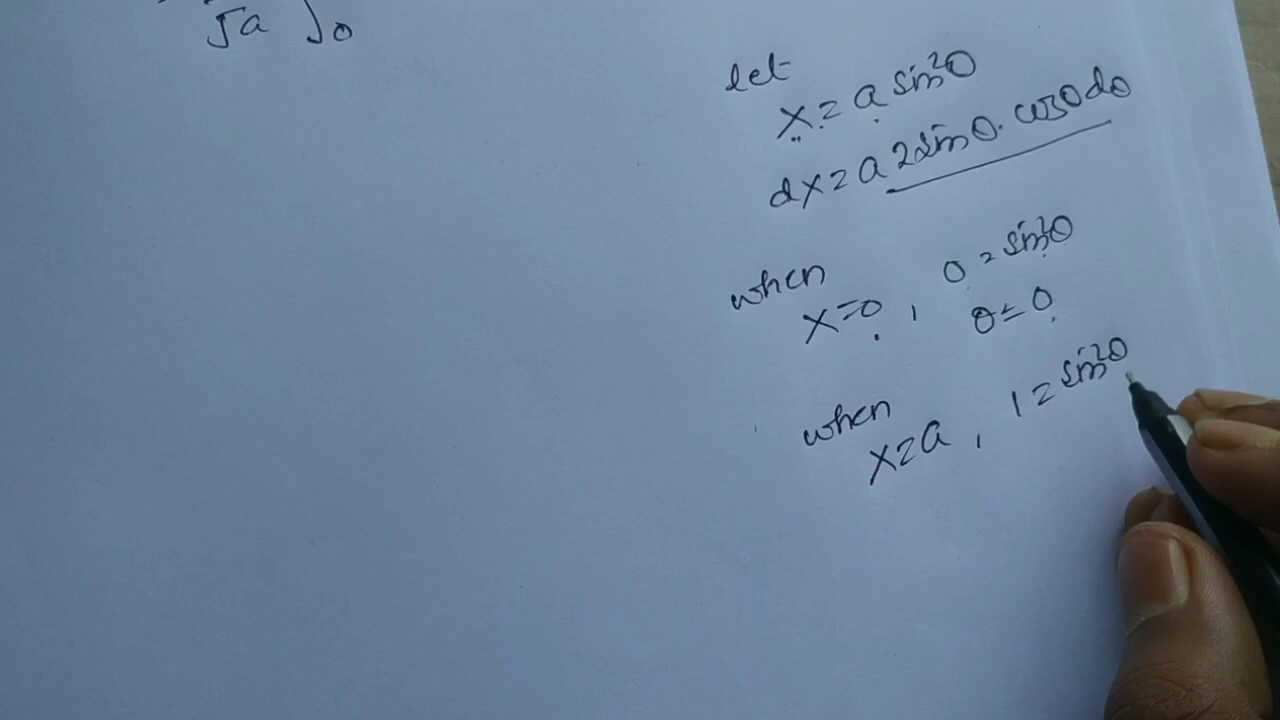 √a ]₀
let
x = a sin²θ
dx = a 2sinθ · cosθ dθ
when
x = 0 , 0 = sin²θ
θ = 0
when
x = a , 1 = sin²θ